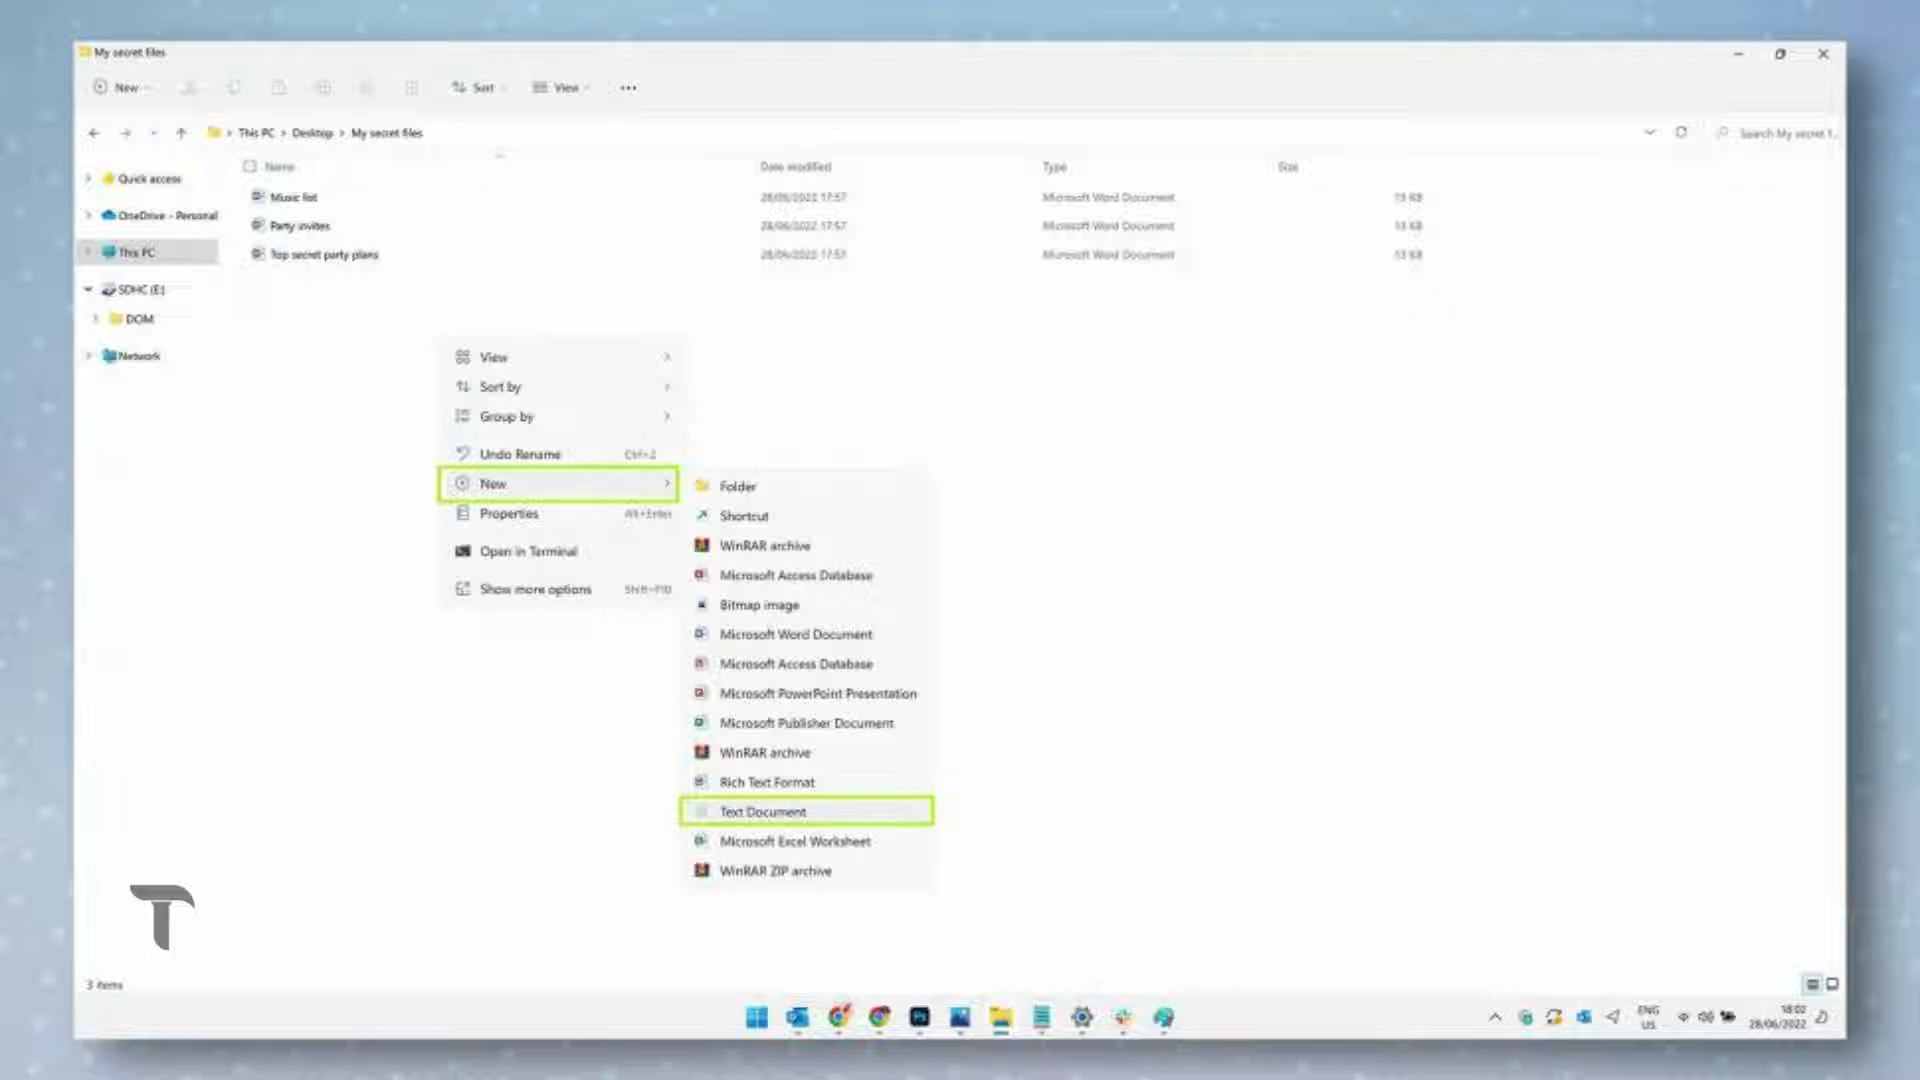 My secret files
New
Sort
View
This PC > Desktop > My secret files
Search My secret f...
Name Date modified Type Size
Music list 28/06/2022 17:57 Microsoft Word Document 13 KB
Party invites 28/06/2022 17:57 Microsoft Word Document 13 KB
Top secret party plans 28/06/2022 17:57 Microsoft Word Document 13 KB
Quick access
OneDrive - Personal
This PC
SDHC (E:)
DOM
Network
View
Sort by
Group by
Undo Rename Ctrl+Z
New
Properties Alt+Enter
Open in Terminal
Show more options Shift+F10
Folder
Shortcut
WinRAR archive
Microsoft Access Database
Bitmap image
Microsoft Word Document
Microsoft Access Database
Microsoft PowerPoint Presentation
Microsoft Publisher Document
WinRAR archive
Rich Text Format
Text Document
Microsoft Excel Worksheet
WinRAR ZIP archive
T
3 items
Ps
ENG
US
18:02
28/06/2022